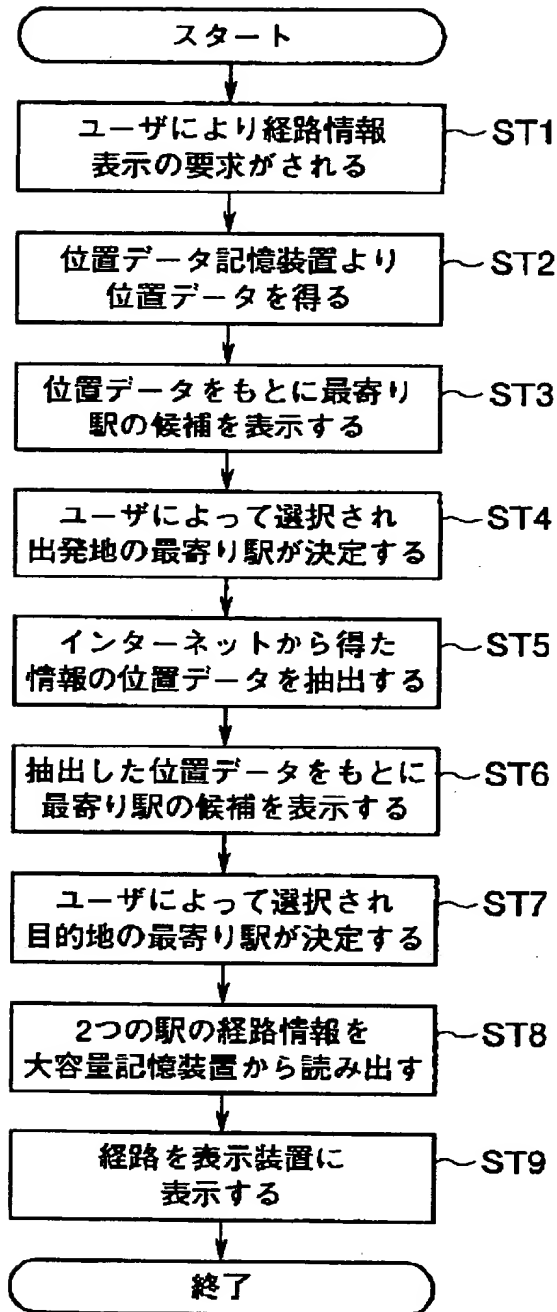 スタート
ユーザにより経路情報
表示の要求がされる
ST1
位置データ記憶装置より
位置データを得る
ST2
位置データをもとに最寄り
駅の候補を表示する
ST3
ユーザによって選択され
出発地の最寄り駅が決定する
ST4
インターネットから得た
情報の位置データを抽出する
ST5
抽出した位置データをもとに
最寄り駅の候補を表示する
ST6
ユーザによって選択され
目的地の最寄り駅が決定する
ST7
2つの駅の経路情報を
大容量記憶装置から読み出す
ST8
経路を表示装置に
表示する
ST9
終了